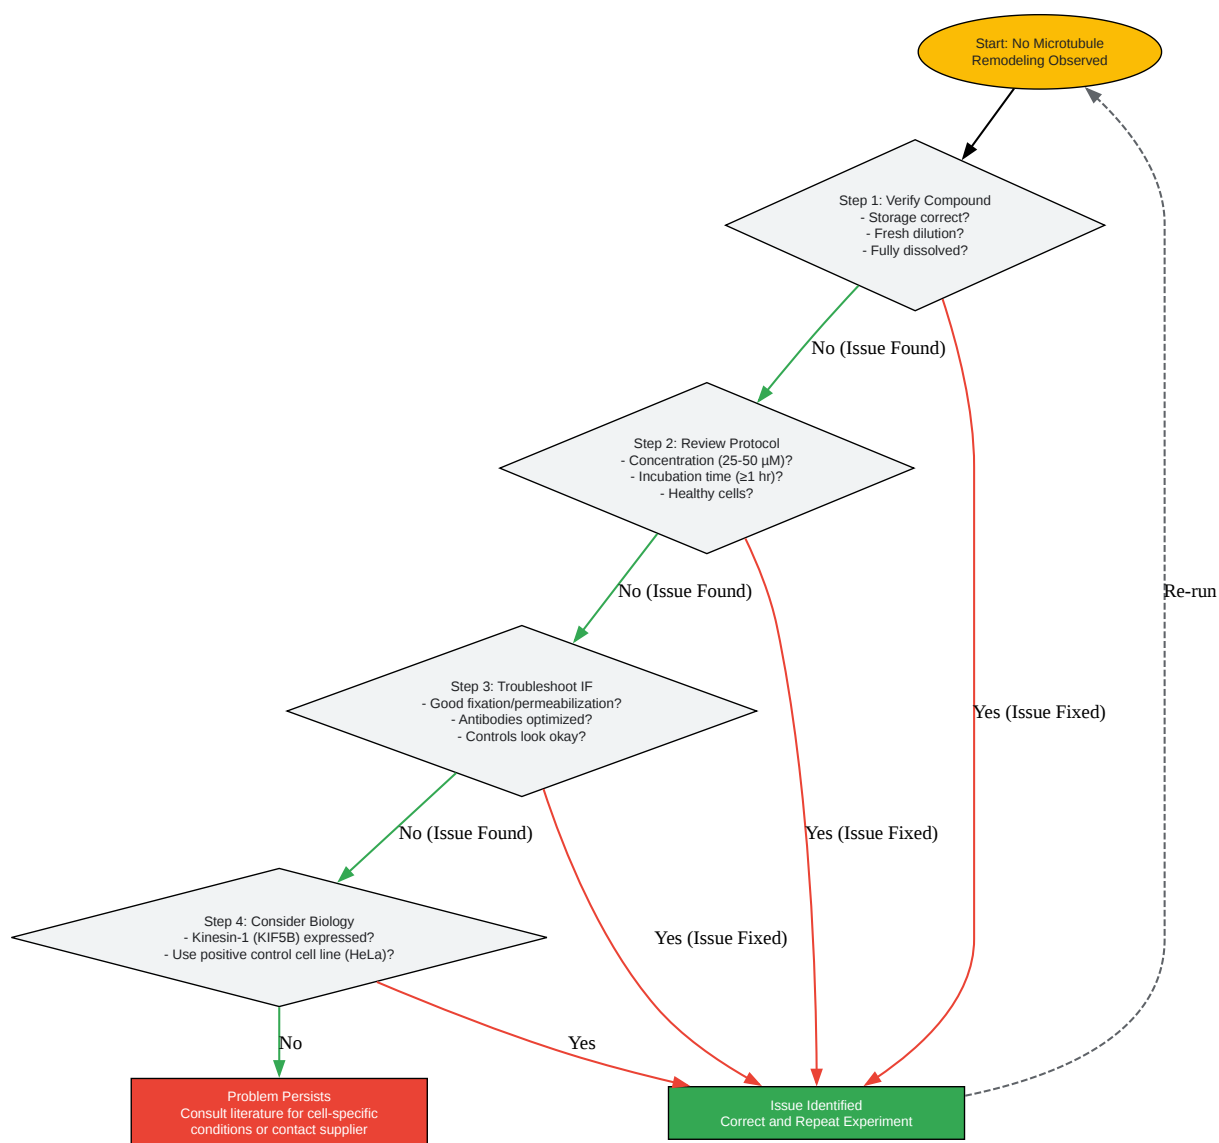 Start: No Microtubule
Remodeling Observed
Step 1: Verify Compound
- Storage correct?
- Fresh dilution?
- Fully dissolved?
No (Issue Found)
Step 2: Review Protocol
- Concentration (25-50 µM)?
- Incubation time (≥1 hr)?
- Healthy cells?
No (Issue Found)
Re-run
Step 3: Troubleshoot IF
- Good fixation/permeabilization?
- Antibodies optimized?
- Controls look okay?
Yes (Issue Fixed)
No (Issue Found)
Yes (Issue Fixed)
Step 4: Consider Biology
- Kinesin-1 (KIF5B) expressed?
- Use positive control cell line (HeLa)?
Yes (Issue Fixed)
No
Yes
Problem Persists
Consult literature for cell-specific
conditions or contact supplier
Issue Identified
Correct and Repeat Experiment